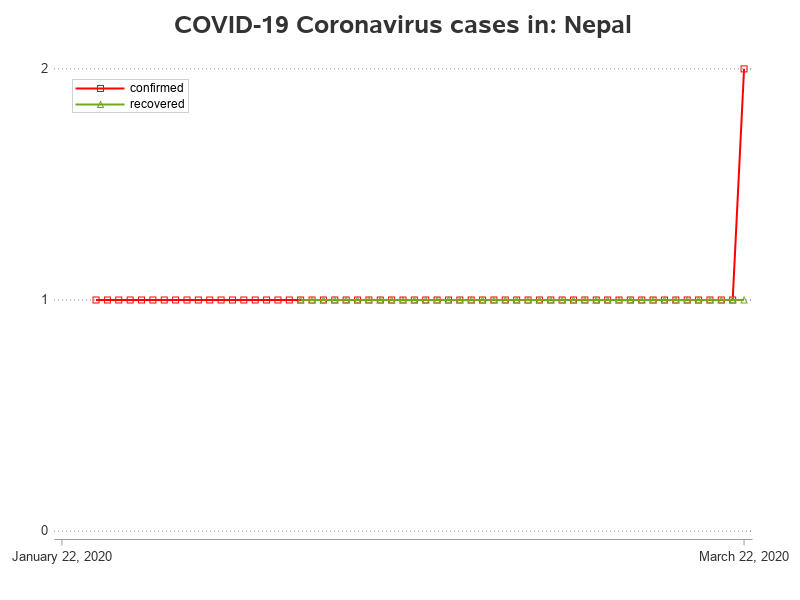 COVID-19 Coronavirus cases in: Nepal
2
confirmed
recovered
1
0
January 22, 2020
March 22, 2020